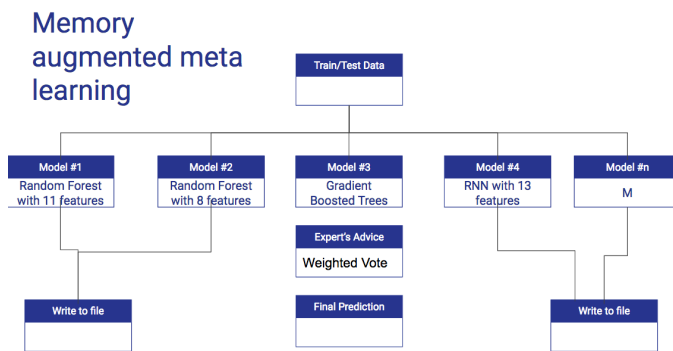 Memory
augmented meta
learning
Train/Test Data
Model #1
Random Forest
with 11 features
Model #2
Random Forest
with 8 features
Model #3
Gradient
Boosted Trees
Model #4
RNN with 13
features
Model #n
M
Expert's Advice
Weighted Vote
Final Prediction
Write to file
Write to file